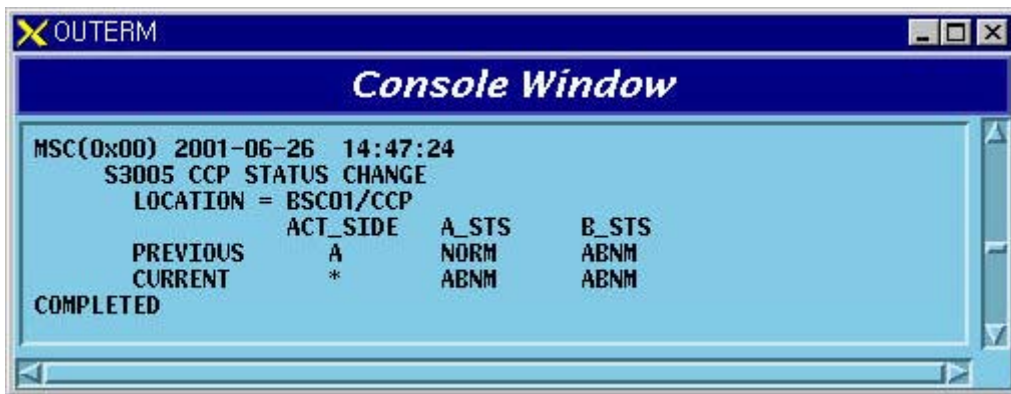 OUTERM
Console Window
MSC(0x00) 2001-06-26 14:47:24
S3005 CCP STATUS CHANGE
LOCATION = BSC01/CCP
ACT_SIDE A_STS B_STS
PREVIOUS A NORM ABNM
CURRENT * ABNM ABNM
COMPLETED